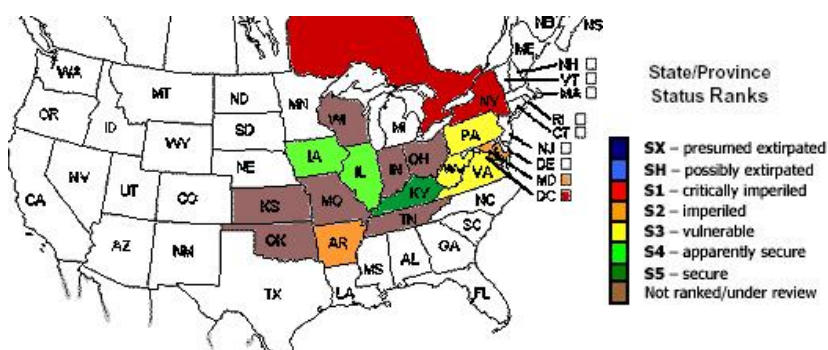 NB
NS
ME
WA
MT
ND
MN
NH
VT
MA
OR
ID
SD
WI
MI
NY
WY
RI
CT
NE
IA
PA
NJ
NV
UT
CO
IL
IN
OH
DE
MD
DC
CA
KS
MO
KY
WV
VA
AZ
NM
OK
AR
TN
NC
SC
TX
LA
MS
AL
GA
FL
State/Province
Status Ranks
SX – presumed extirpated
SH – possibly extirpated
S1 – critically imperiled
S2 – imperiled
S3 – vulnerable
S4 – apparently secure
S5 – secure
Not ranked/under review